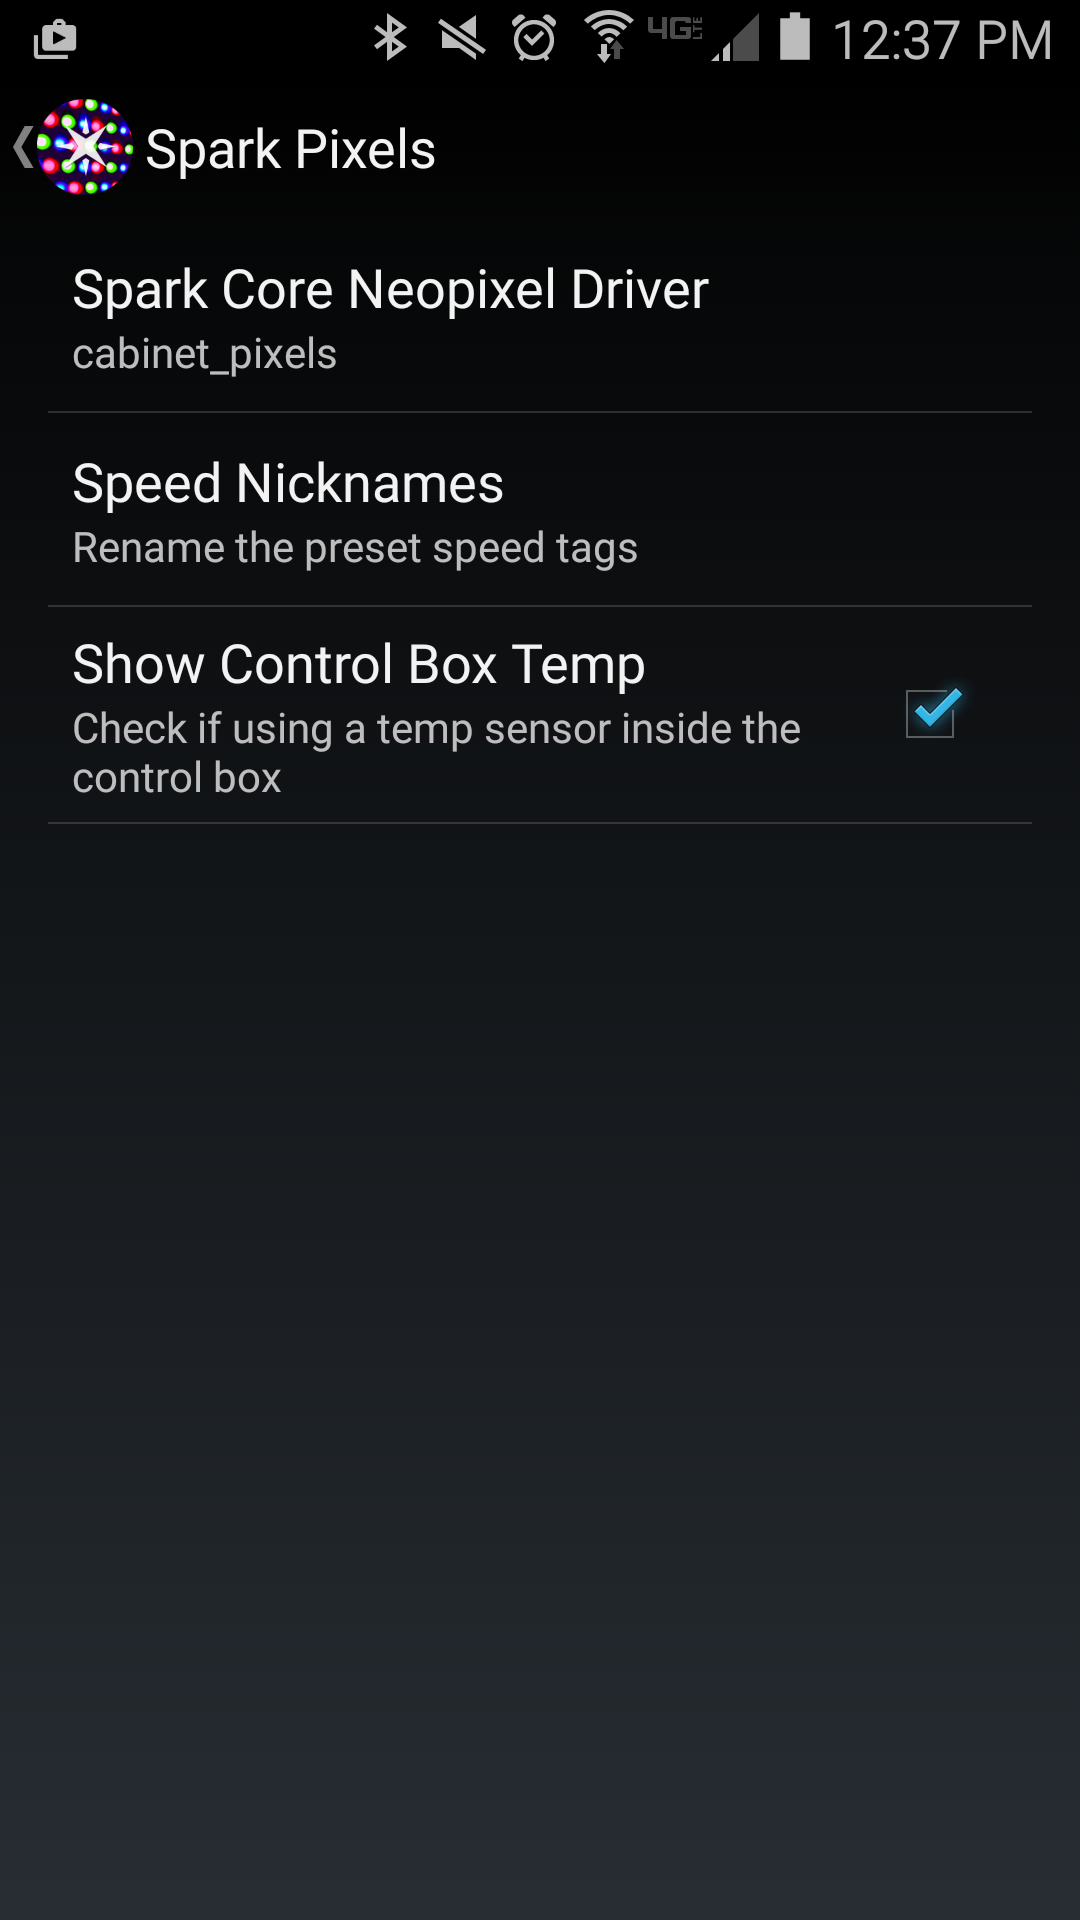 4G LTE 12:37 PM
Spark Pixels
Spark Core Neopixel Driver
cabinet_pixels
Speed Nicknames
Rename the preset speed tags
Show Control Box Temp
Check if using a temp sensor inside the
control box